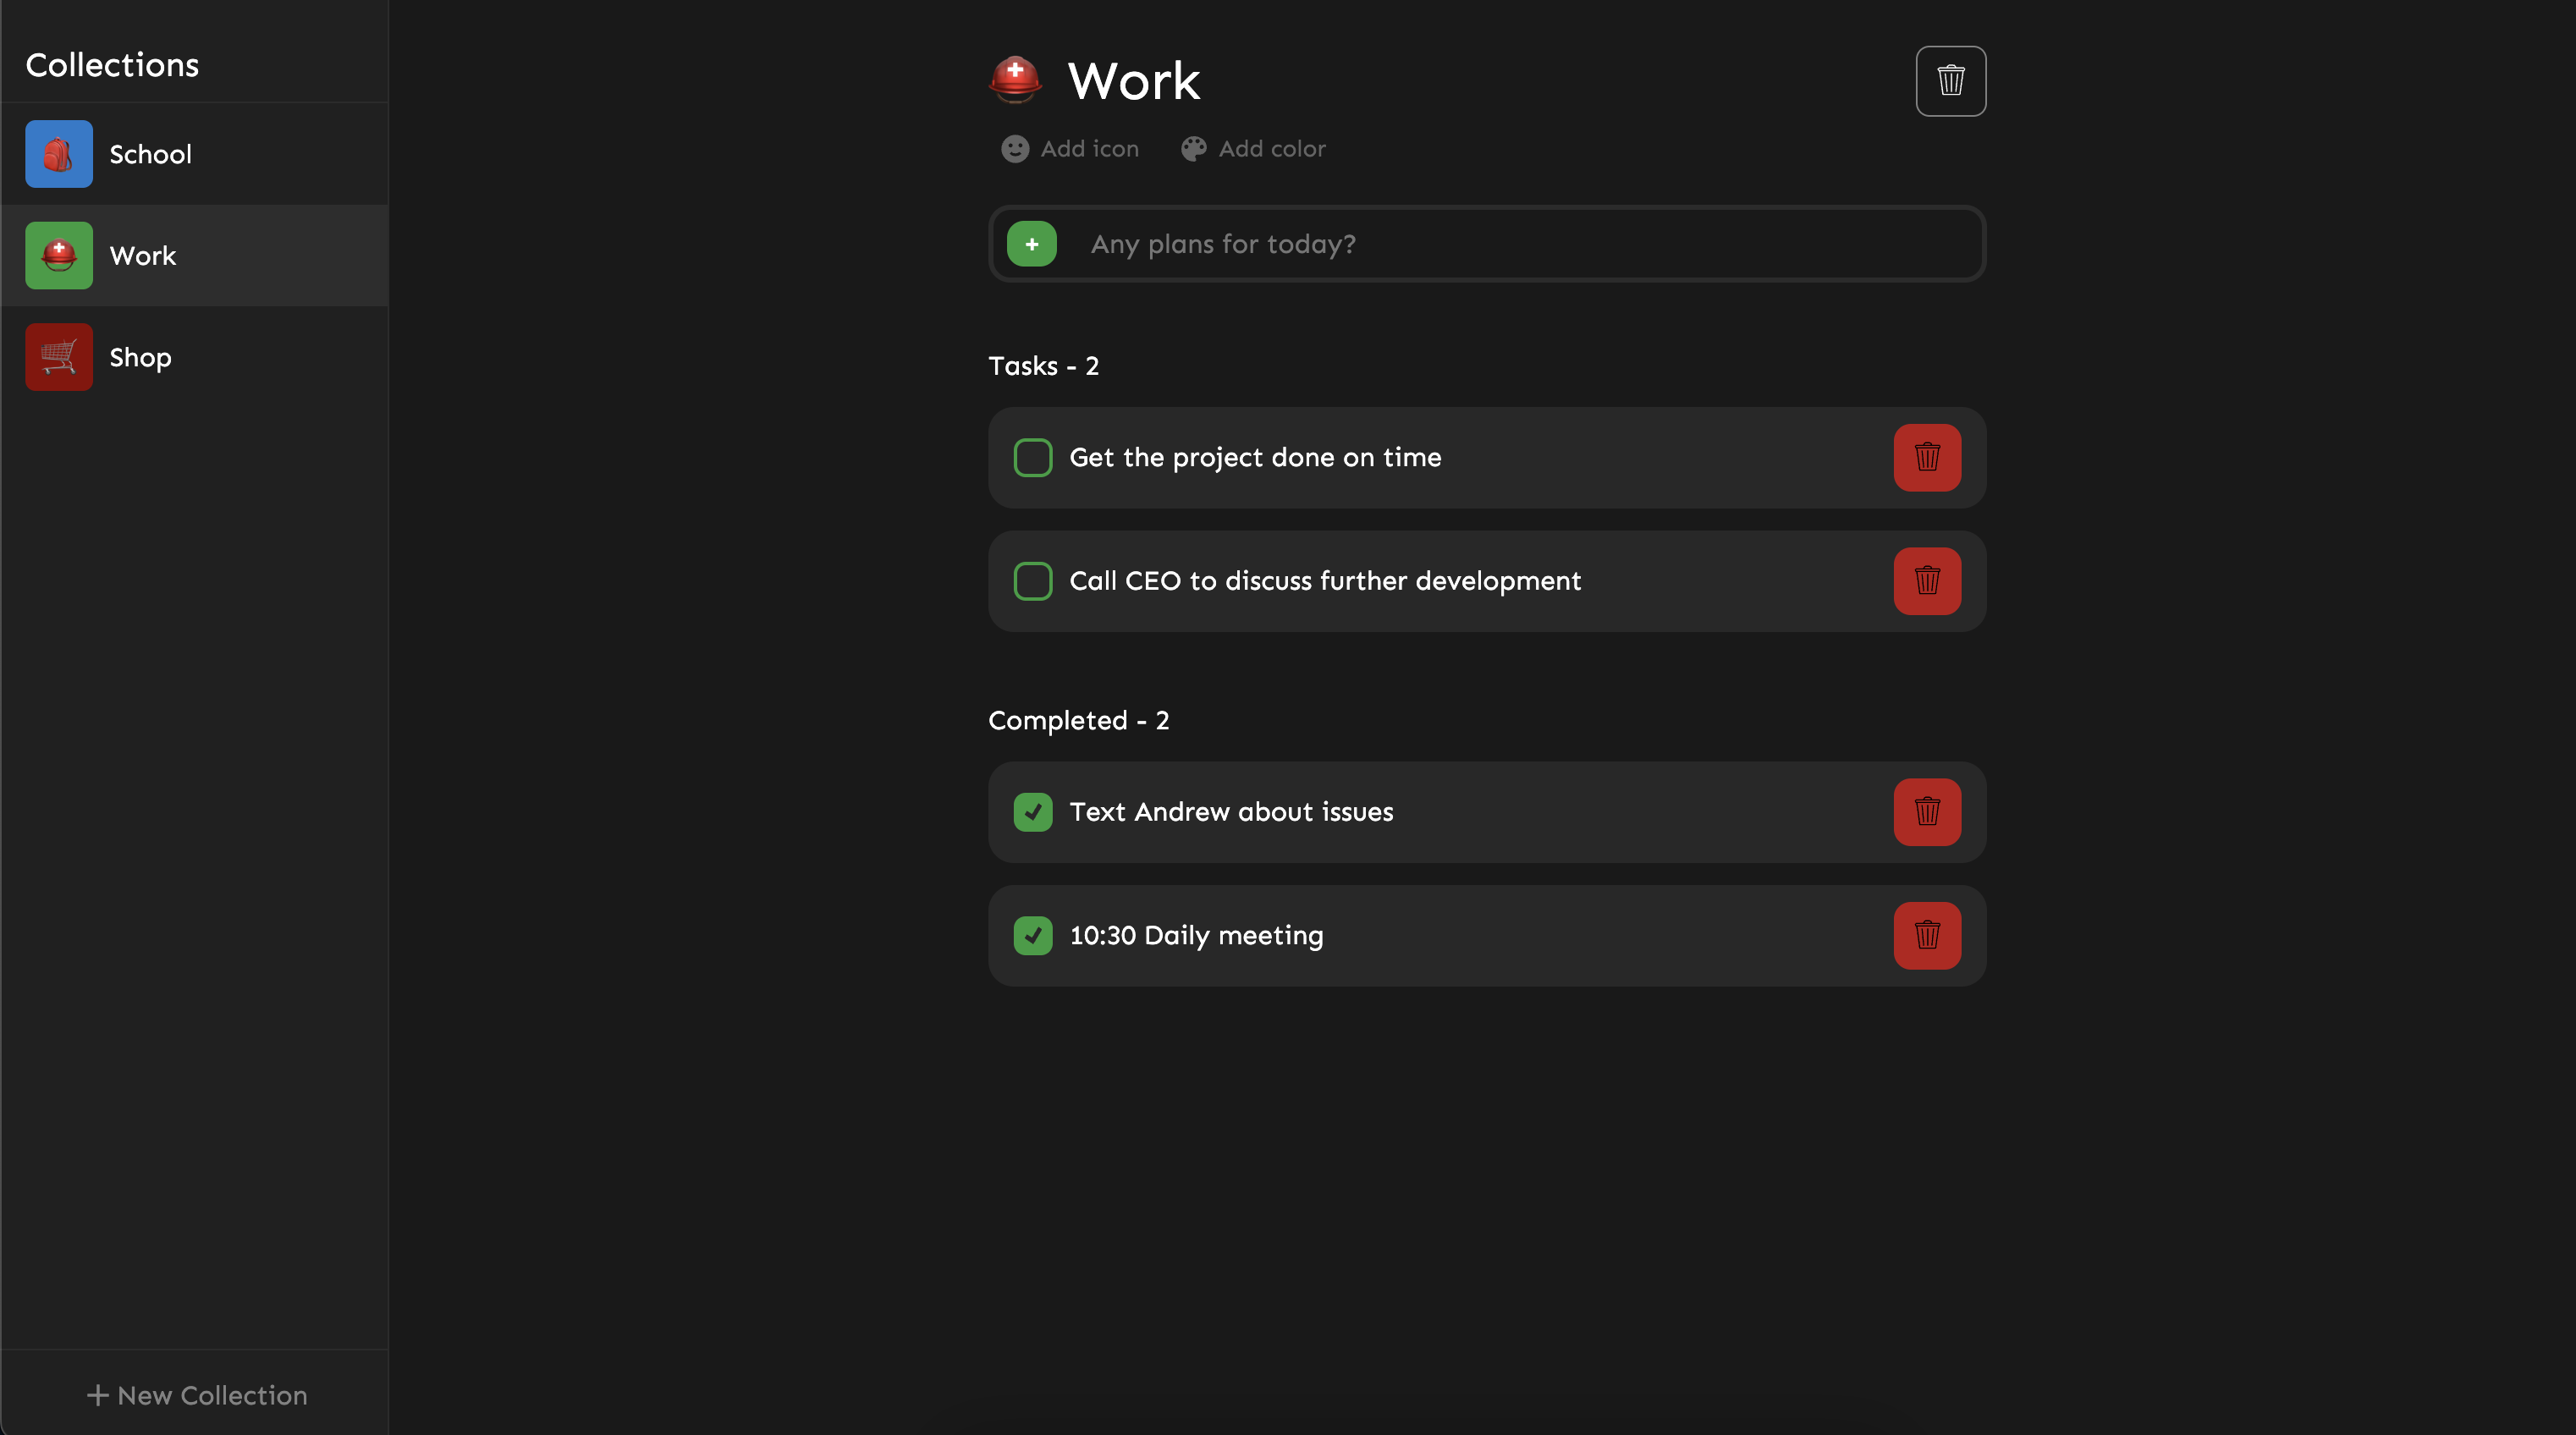 Collections
School
Work
Shop
+ New Collection
Work
Add icon
Add color
+ Any plans for today?
Tasks - 2
Get the project done on time
Call CEO to discuss further development
Completed - 2
Text Andrew about issues
10:30 Daily meeting